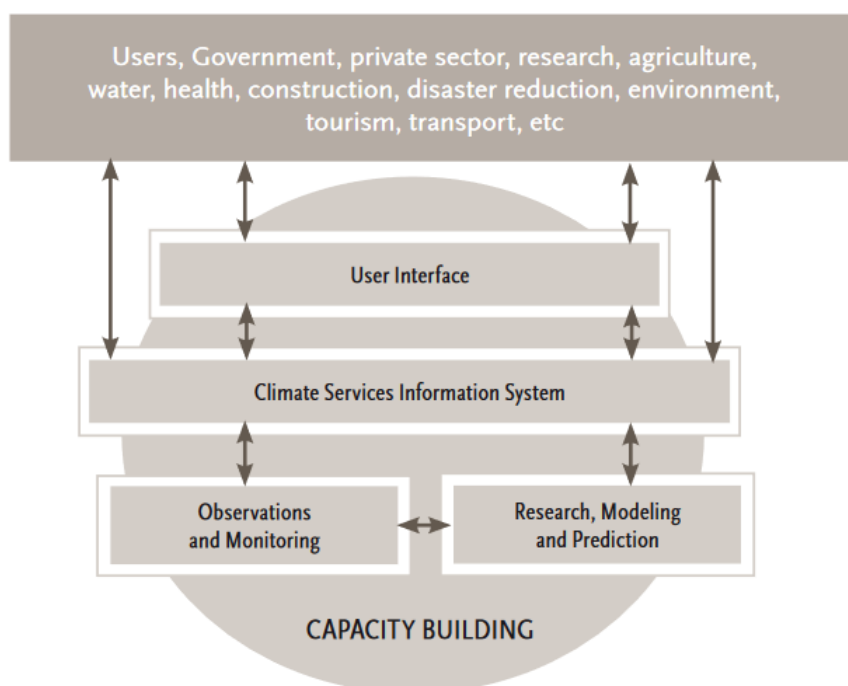 Users, Government, private sector, research, agriculture,
water, health, construction, disaster reduction, environment,
tourism, transport, etc
User Interface
Climate Services Information System
Observations
and Monitoring
Research, Modeling
and Prediction
CAPACITY BUILDING